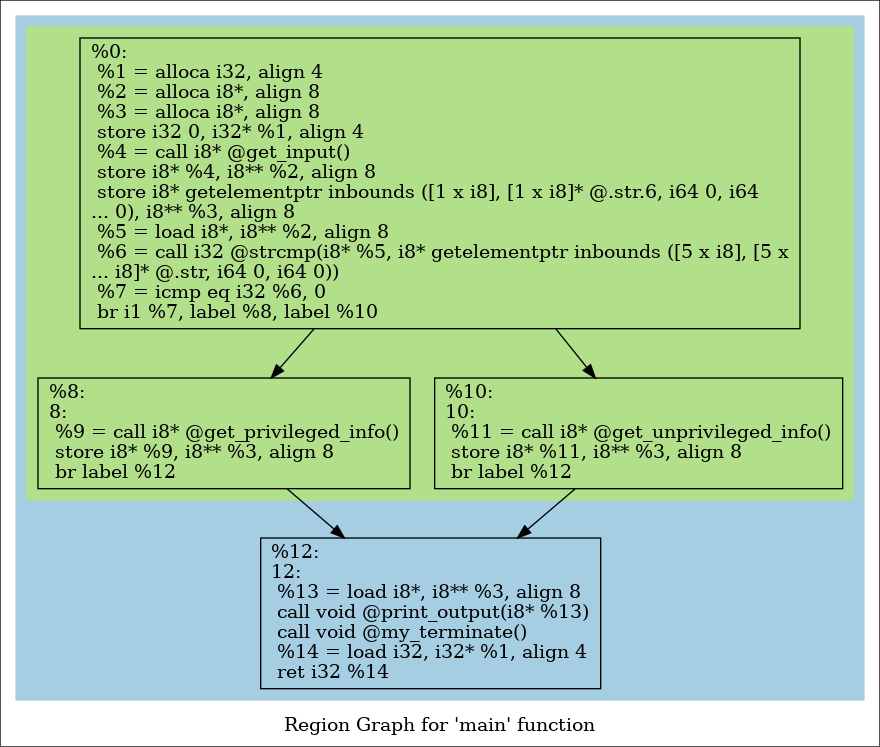 %0:
%1 = alloca i32, align 4
%2 = alloca i8*, align 8
%3 = alloca i8*, align 8
store i32 0, i32* %1, align 4
%4 = call i8* @get_input()
store i8* %4, i8** %2, align 8
store i8* getelementptr inbounds ([1 x i8], [1 x i8]* @.str.6, i64 0, i64
... 0), i8** %3, align 8
%5 = load i8*, i8** %2, align 8
%6 = call i32 @strcmp(i8* %5, i8* getelementptr inbounds ([5 x i8], [5 x
... i8]* @.str, i64 0, i64 0))
%7 = icmp eq i32 %6, 0
br i1 %7, label %8, label %10
%8:
8:
%9 = call i8* @get_privileged_info()
store i8* %9, i8** %3, align 8
br label %12
%10:
10:
%11 = call i8* @get_unprivileged_info()
store i8* %11, i8** %3, align 8
br label %12
%12:
12:
%13 = load i8*, i8** %3, align 8
call void @print_output(i8* %13)
call void @my_terminate()
%14 = load i32, i32* %1, align 4
ret i32 %14
Region Graph for 'main' function